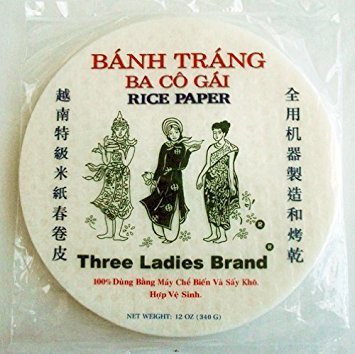 BÁNH TRÁNG
BA CÔ GÁI
RICE PAPER
越南特級米紙春卷皮
全用机器製造和烤乾
®
Three Ladies Brand ®
100% Dùng Bằng Máy Chế Biến Và Sấy Khô.
Hợp Vệ Sinh.
NET WEIGHT: 12 OZ (340 G)